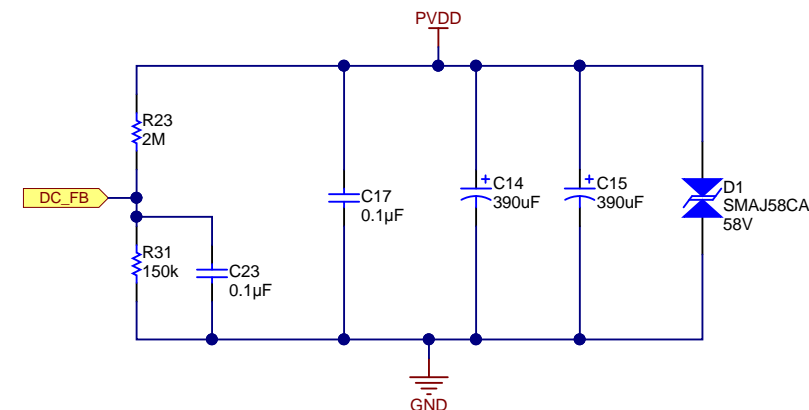 PVDD
R23
2M
DC_FB
R31
150k
C23
0.1µF
C17
0.1µF
+
C14
390uF
+
C15
390uF
D1
SMAJ58CA
58V
GND